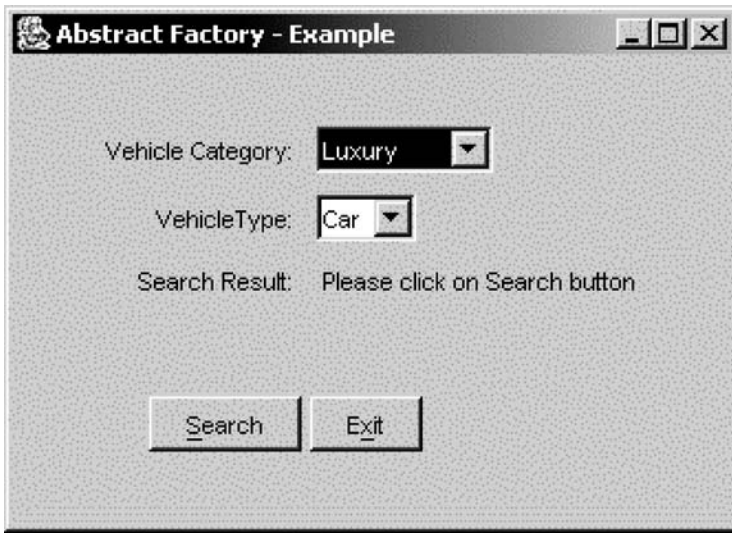 Abstract Factory - Example
Vehicle Category: Luxury
VehicleType: Car
Search Result: Please click on Search button
Search Exit